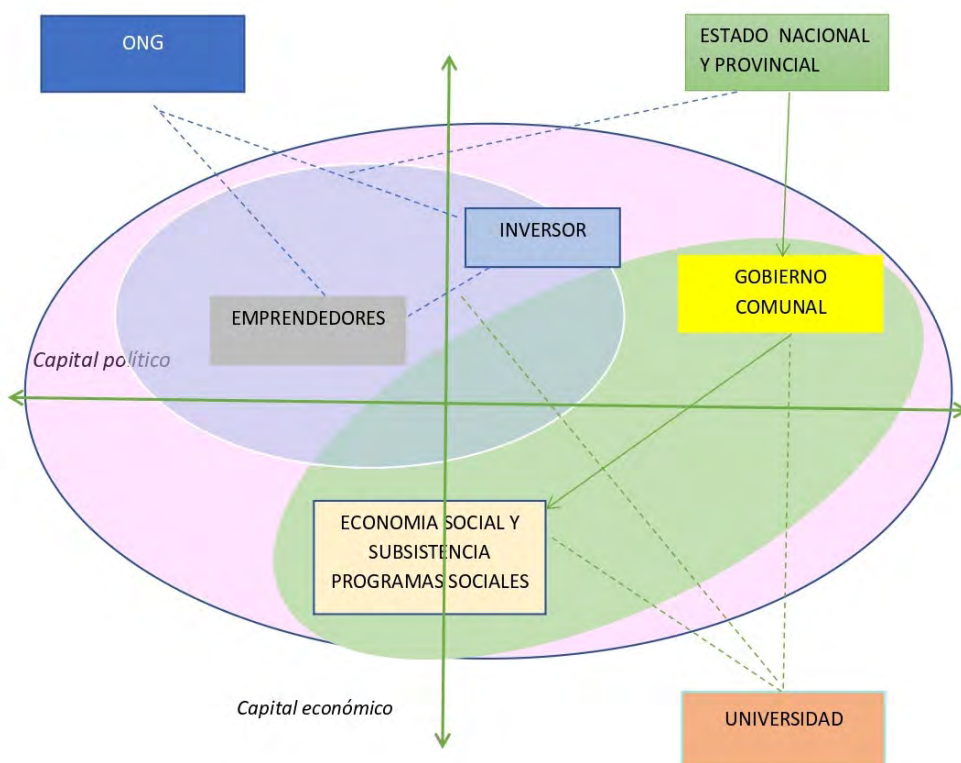 ONG
ESTADO NACIONAL
Y PROVINCIAL
INVERSOR
GOBIERNO
COMUNAL
EMPRENDEDORES
Capital político
ECONOMIA SOCIAL Y
SUBSISTENCIA
PROGRAMAS SOCIALES
Capital económico
UNIVERSIDAD